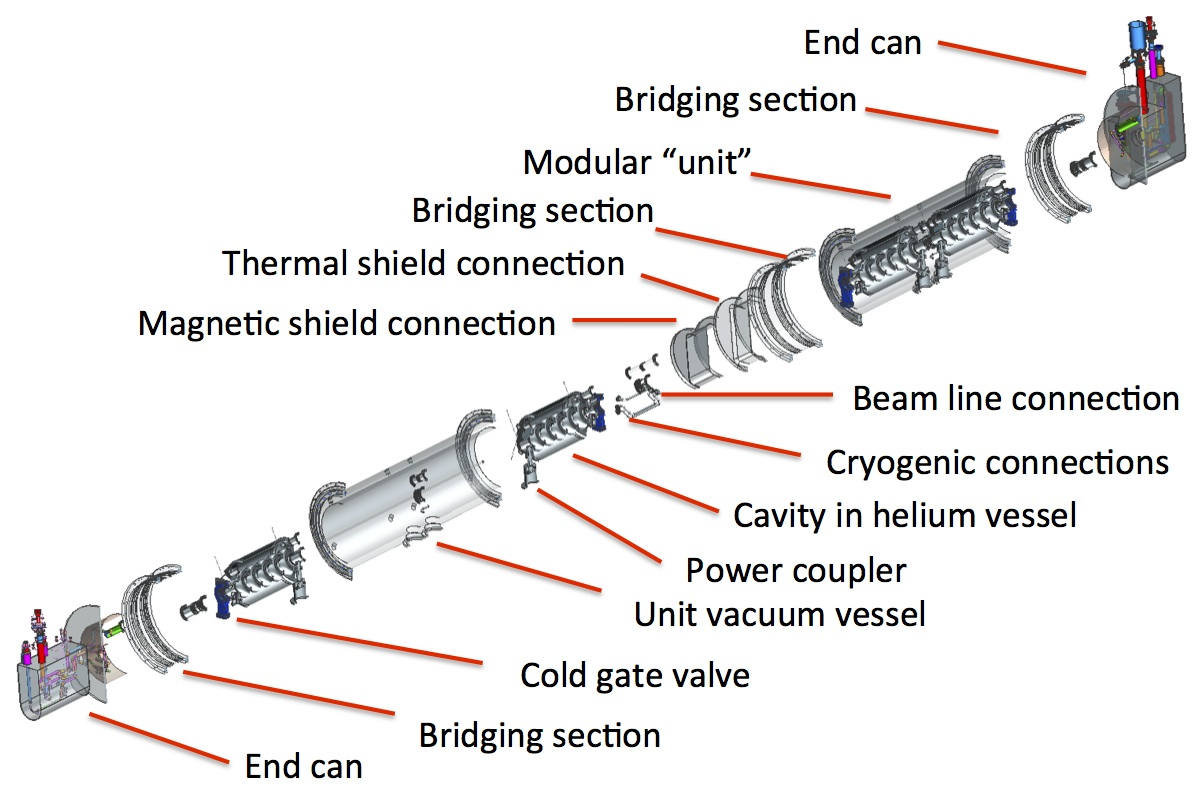 End can
Bridging section
Modular “unit”
Bridging section
Thermal shield connection
Magnetic shield connection
Beam line connection
Cryogenic connections
Cavity in helium vessel
Power coupler
Unit vacuum vessel
Cold gate valve
Bridging section
End can